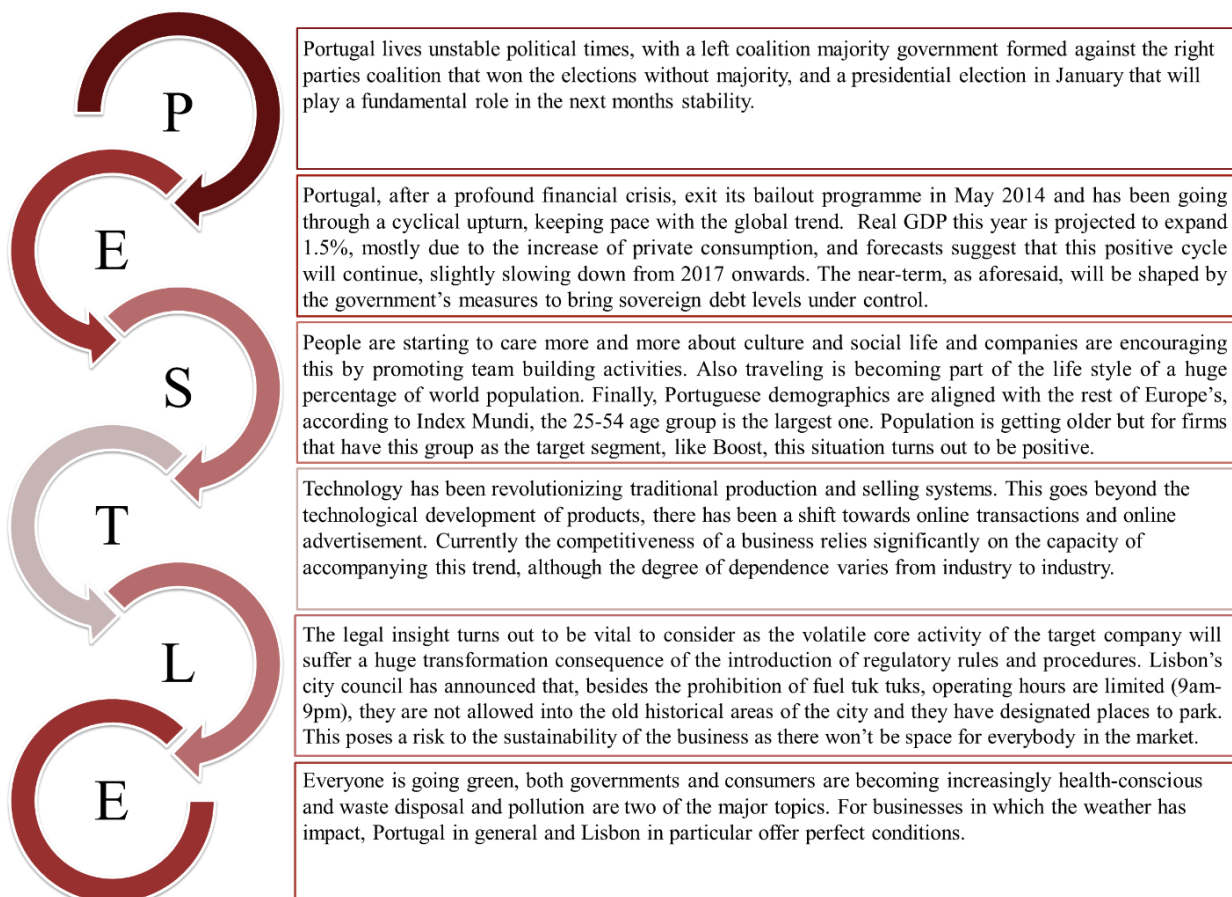 P
Portugal lives unstable political times, with a left coalition majority government formed against the right
parties coalition that won the elections without majority, and a presidential election in January that will
play a fundamental role in the next months stability.
E
Portugal, after a profound financial crisis, exit its bailout programme in May 2014 and has been going
through a cyclical upturn, keeping pace with the global trend. Real GDP this year is projected to expand
1.5%, mostly due to the increase of private consumption, and forecasts suggest that this positive cycle
will continue, slightly slowing down from 2017 onwards. The near-term, as aforesaid, will be shaped by
the government's measures to bring sovereign debt levels under control.
S
People are starting to care more and more about culture and social life and companies are encouraging
this by promoting team building activities. Also traveling is becoming part of the life style of a huge
percentage of world population. Finally, Portuguese demographics are aligned with the rest of Europe's,
according to Index Mundi, the 25-54 age group is the largest one. Population is getting older but for firms
that have this group as the target segment, like Boost, this situation turns out to be positive.
T
Technology has been revolutionizing traditional production and selling systems. This goes beyond the
technological development of products, there has been a shift towards online transactions and online
advertisement. Currently the competitiveness of a business relies significantly on the capacity of
accompanying this trend, although the degree of dependence varies from industry to industry.
L
The legal insight turns out to be vital to consider as the volatile core activity of the target company will
suffer a huge transformation consequence of the introduction of regulatory rules and procedures. Lisbon's
city council has announced that, besides the prohibition of fuel tuk tuks, operating hours are limited (9am-
9pm), they are not allowed into the old historical areas of the city and they have designated places to park.
This poses a risk to the sustainability of the business as there won't be space for everybody in the market.
E
Everyone is going green, both governments and consumers are becoming increasingly health-conscious
and waste disposal and pollution are two of the major topics. For businesses in which the weather has
impact, Portugal in general and Lisbon in particular offer perfect conditions.